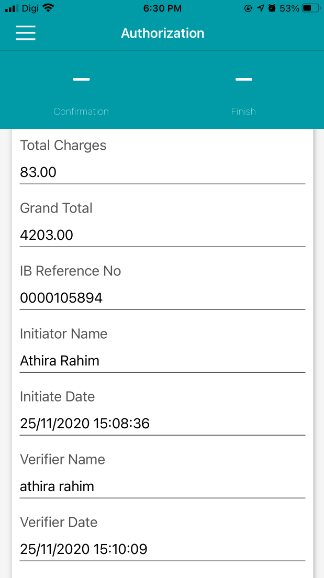 Digi 6:30 PM 53%
Authorization
Confirmation Finish
Total Charges
83.00
Grand Total
4203.00
IB Reference No
0000105894
Initiator Name
Athira Rahim
Initiate Date
25/11/2020 15:08:36
Verifier Name
athira rahim
Verifier Date
25/11/2020 15:10:09